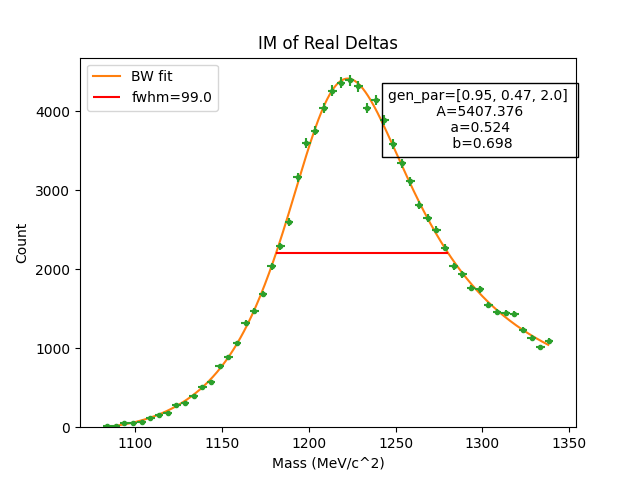 IM of Real Deltas
BW fit
fwhm=99.0
gen_par=[0.95, 0.47, 2.0]
A=5407.376
a=0.524
b=0.698
Count
4000
3000
2000
1000
0
1100 1150 1200 1250 1300 1350
Mass (MeV/c^2)